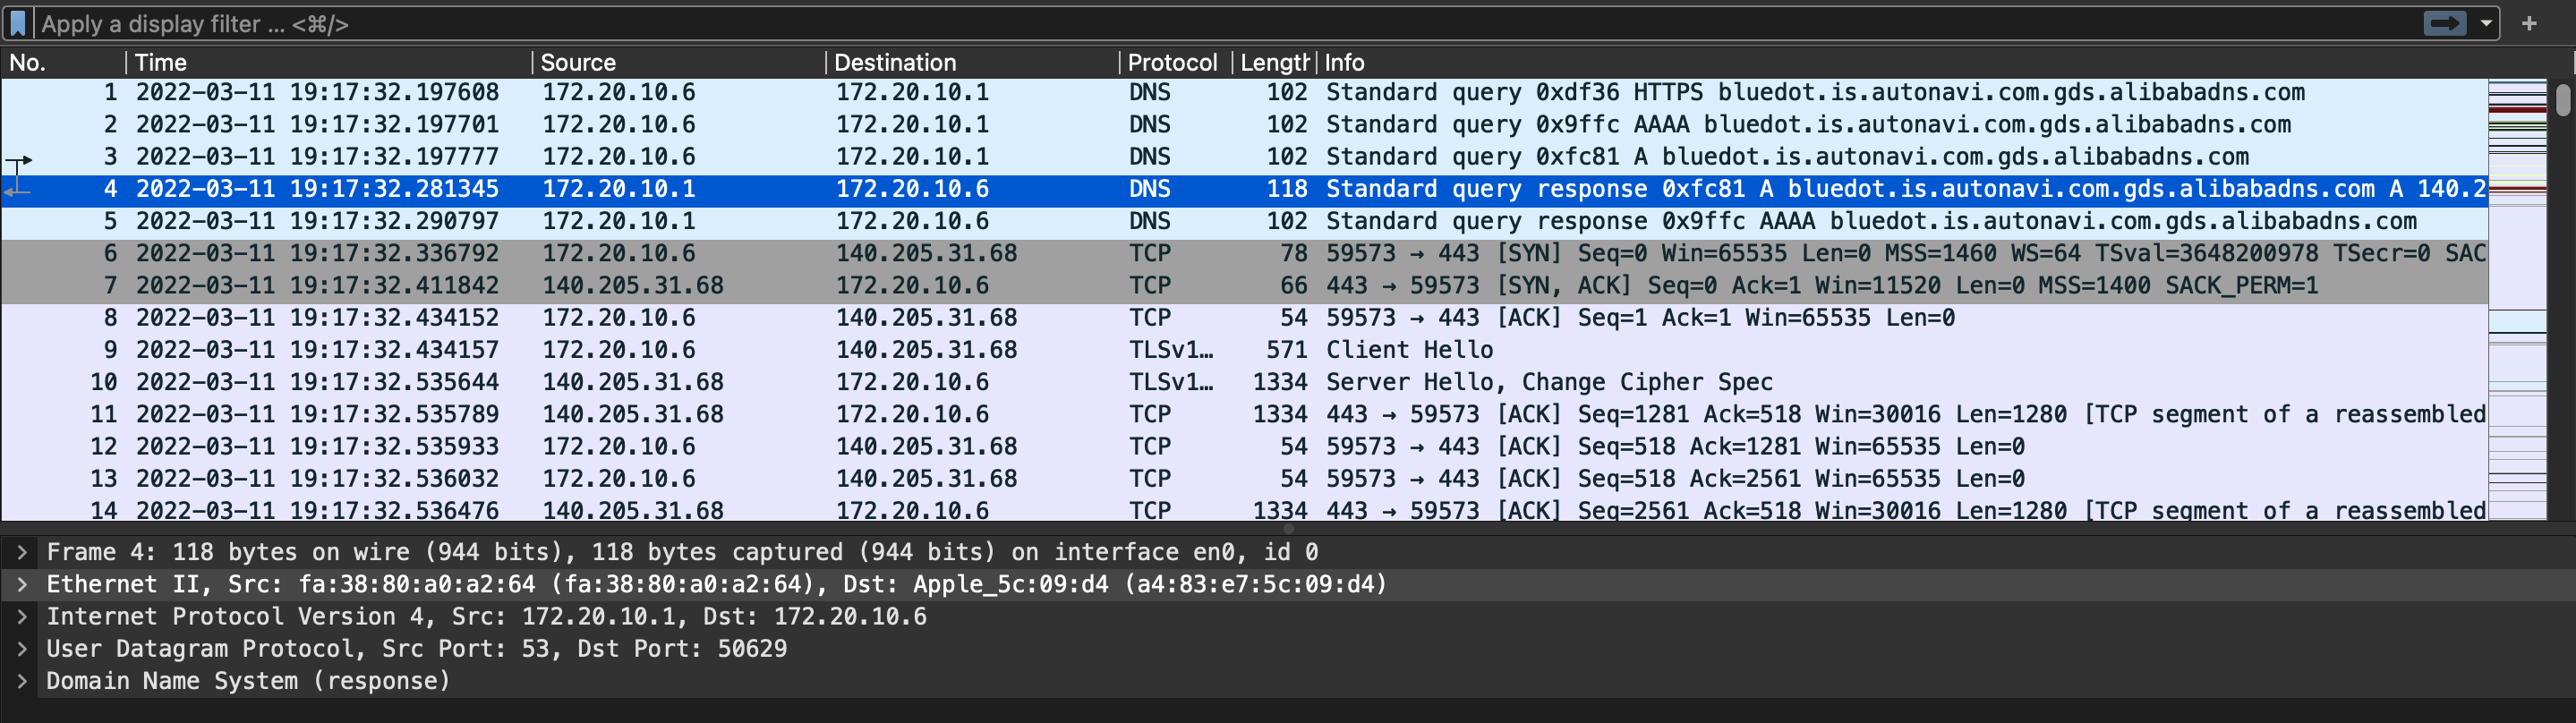 Apply a display filter ... <⌘/>
No. Time Source Destination Protocol Length Info
1 2022-03-11 19:17:32.197608 172.20.10.6 172.20.10.1 DNS 102 Standard query 0xdf36 HTTPS bluedot.is.autonavi.com.gds.alibabadns.com
2 2022-03-11 19:17:32.197701 172.20.10.6 172.20.10.1 DNS 102 Standard query 0x9ffc AAAA bluedot.is.autonavi.com.gds.alibabadns.com
3 2022-03-11 19:17:32.197777 172.20.10.6 172.20.10.1 DNS 102 Standard query 0xfc81 A bluedot.is.autonavi.com.gds.alibabadns.com
4 2022-03-11 19:17:32.281345 172.20.10.1 172.20.10.6 DNS 118 Standard query response 0xfc81 A bluedot.is.autonavi.com.gds.alibabadns.com A 140.2
5 2022-03-11 19:17:32.290797 172.20.10.1 172.20.10.6 DNS 102 Standard query response 0x9ffc AAAA bluedot.is.autonavi.com.gds.alibabadns.com
6 2022-03-11 19:17:32.336792 172.20.10.6 140.205.31.68 TCP 78 59573 → 443 [SYN] Seq=0 Win=65535 Len=0 MSS=1460 WS=64 TSval=3648200978 TSecr=0 SAC
7 2022-03-11 19:17:32.411842 140.205.31.68 172.20.10.6 TCP 66 443 → 59573 [SYN, ACK] Seq=0 Ack=1 Win=11520 Len=0 MSS=1400 SACK_PERM=1
8 2022-03-11 19:17:32.434152 172.20.10.6 140.205.31.68 TCP 54 59573 → 443 [ACK] Seq=1 Ack=1 Win=65535 Len=0
9 2022-03-11 19:17:32.434157 172.20.10.6 140.205.31.68 TLSv1… 571 Client Hello
10 2022-03-11 19:17:32.535644 140.205.31.68 172.20.10.6 TLSv1… 1334 Server Hello, Change Cipher Spec
11 2022-03-11 19:17:32.535789 140.205.31.68 172.20.10.6 TCP 1334 443 → 59573 [ACK] Seq=1281 Ack=518 Win=30016 Len=1280 [TCP segment of a reassembled
12 2022-03-11 19:17:32.535933 172.20.10.6 140.205.31.68 TCP 54 59573 → 443 [ACK] Seq=518 Ack=1281 Win=65535 Len=0
13 2022-03-11 19:17:32.536032 172.20.10.6 140.205.31.68 TCP 54 59573 → 443 [ACK] Seq=518 Ack=2561 Win=65535 Len=0
14 2022-03-11 19:17:32.536476 140.205.31.68 172.20.10.6 TCP 1334 443 → 59573 [ACK] Seq=2561 Ack=518 Win=30016 Len=1280 [TCP segment of a reassembled
Frame 4: 118 bytes on wire (944 bits), 118 bytes captured (944 bits) on interface en0, id 0
Ethernet II, Src: fa:38:80:a0:a2:64 (fa:38:80:a0:a2:64), Dst: Apple_5c:09:d4 (a4:83:e7:5c:09:d4)
Internet Protocol Version 4, Src: 172.20.10.1, Dst: 172.20.10.6
User Datagram Protocol, Src Port: 53, Dst Port: 50629
Domain Name System (response)